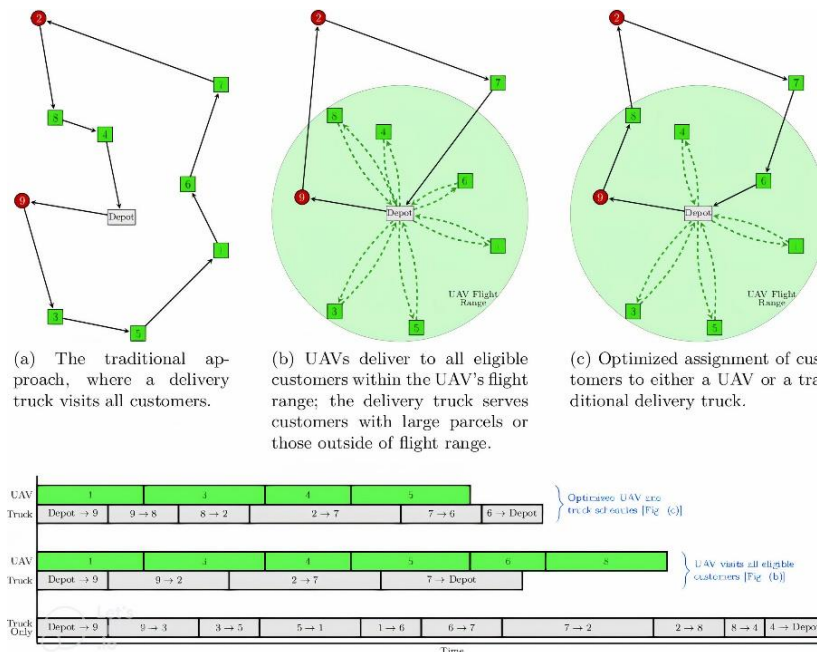 2
8
4
7
6
9
Depot
3
5
2
7
8
4
6
9
Depot
UAV Flight
Range
3
5
2
7
8
4
6
9
Depot
UAV Flight
Range
3
5
(a) The traditional ap-
proach, where a delivery
truck visits all customers.
(b) UAVs deliver to all eligible
customers within the UAV's flight
range; the delivery truck serves
customers with large parcels or
those outside of flight range.
(c) Optimized assignment of cus
tomers to either a UAV or a tra
ditional delivery truck.
UAV 1 3 4 5
Truck Depot → 9 9 → 8 8 → 2 2 → 7 7 → 6 6 → Depot
Optimized UAV and
truck schedules [Fig (c)]
UAV 1 3 4 5 6 8
Truck Depot → 9 9 → 2 2 → 7 7 → Depot
UAV visits all eligible
customers [Fig (b)]
Truck
Only Depot → 9 9 → 3 3 → 5 5 → 1 1 → 6 6 → 7 7 → 2 2 → 8 8 → 4 4 → Depot
Time